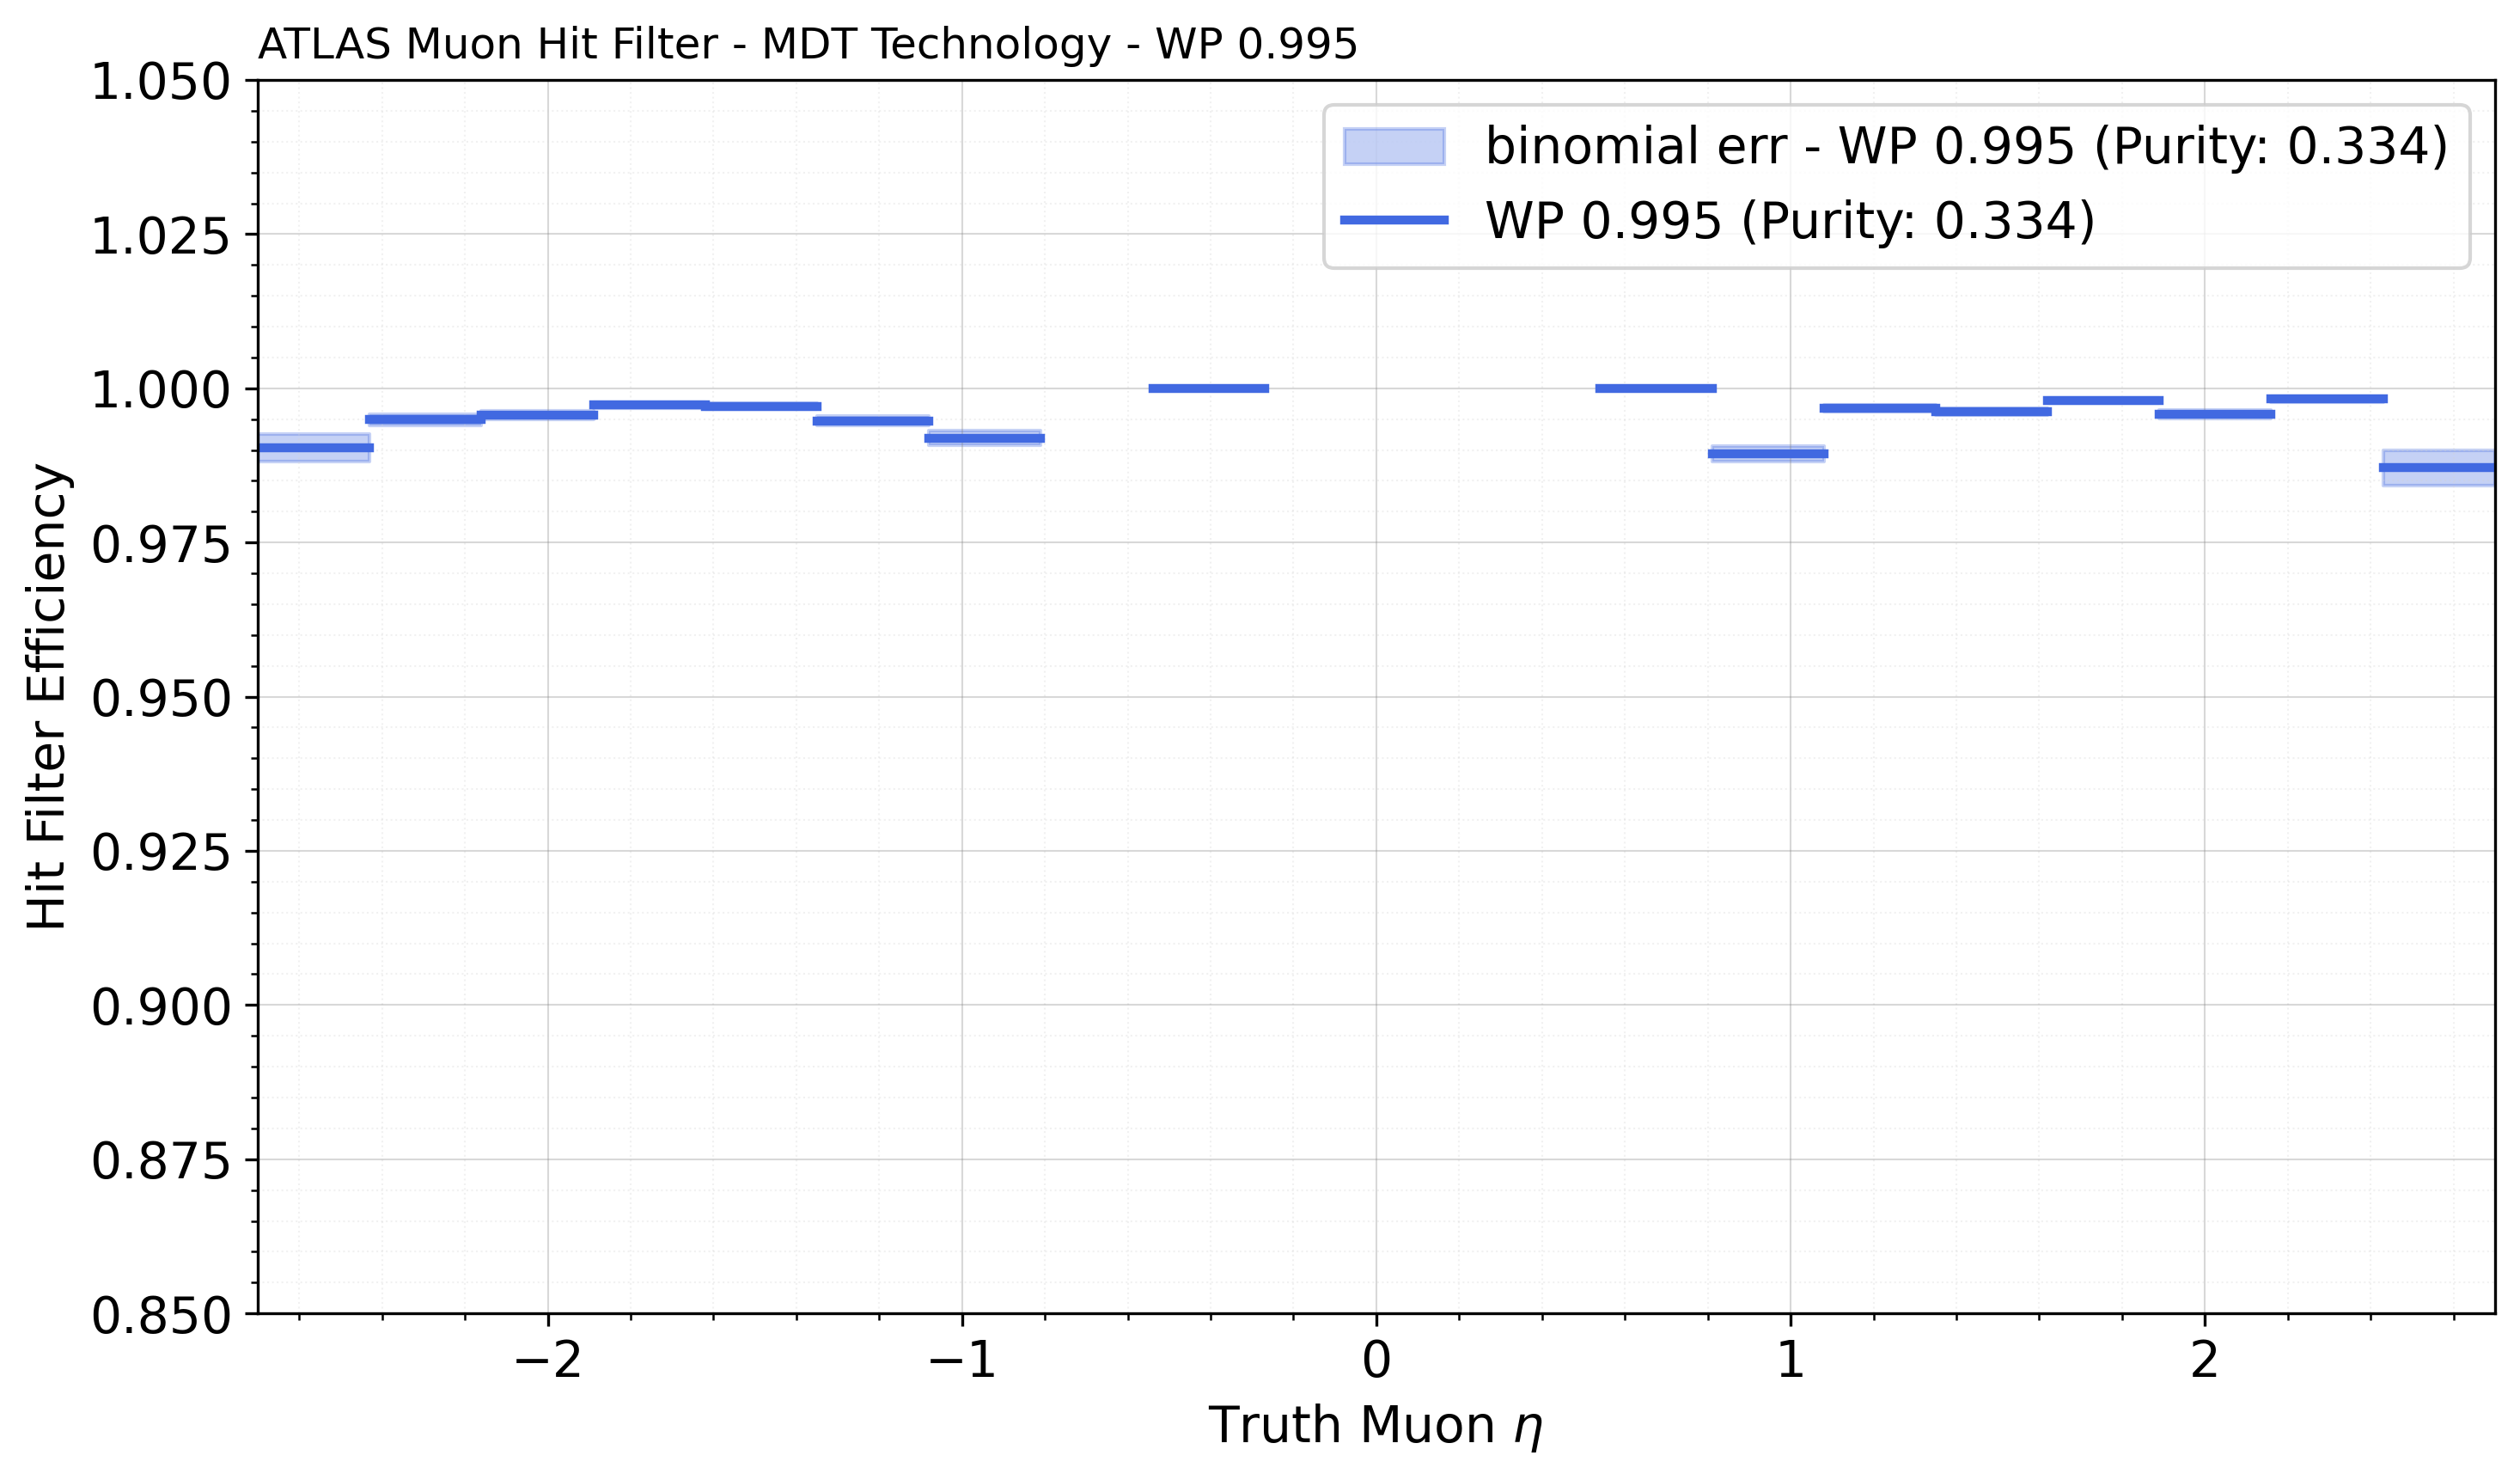 ATLAS Muon Hit Filter - MDT Technology - WP 0.995
1.050
1.025
1.000
0.975
0.950
0.925
0.900
0.875
0.850
Hit Filter Efficiency
binomial err - WP 0.995 (Purity: 0.334)
WP 0.995 (Purity: 0.334)
−2 −1 0 1 2
Truth Muon η